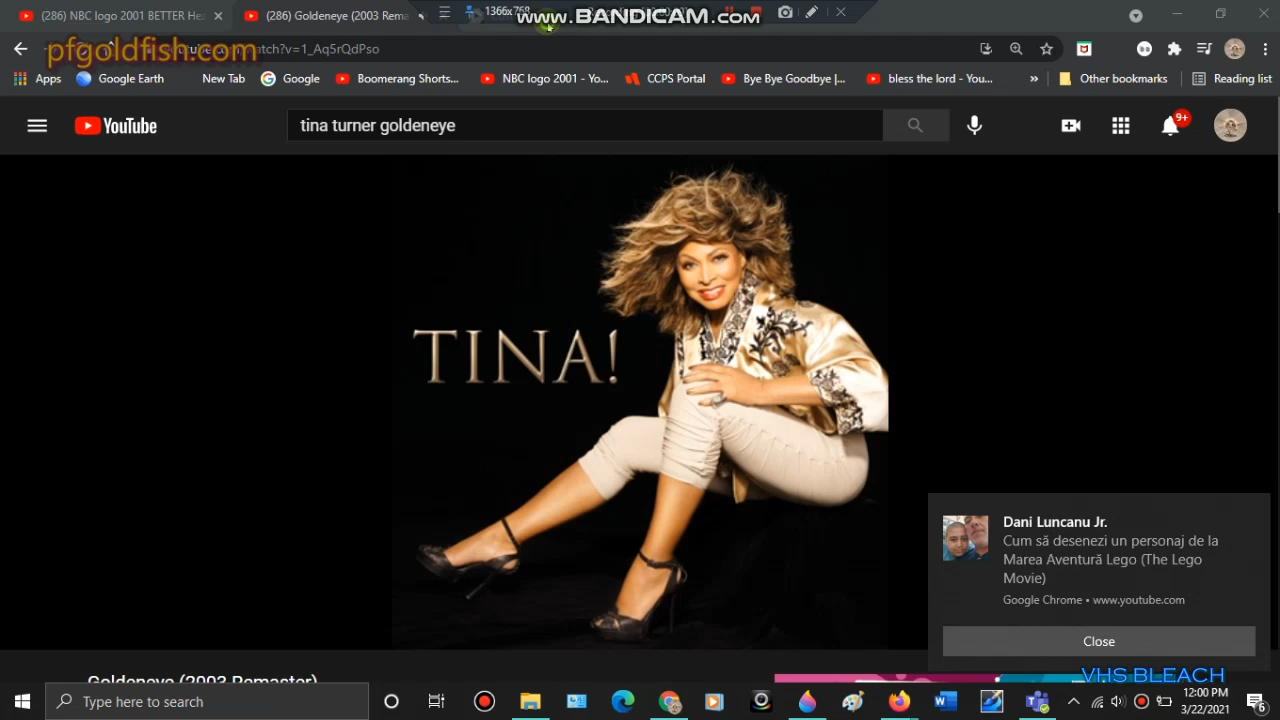 (286) NBC logo 2001 BETTER He
(286) Goldeneye (2003 Rema
1366x768
www.BANDICAM.com
pfgoldfish.com
atch?v=1_Aq5rQdPso
Apps
Google Earth
New Tab
Google
Boomerang Shorts...
NBC logo 2001 - Yo...
CCPS Portal
Bye Bye Goodbye |...
bless the lord - You...
»
Other bookmarks
Reading list
YouTube
tina turner goldeneye
9+
TINA!
Dani Luncanu Jr.
Cum să desenezi un personaj de la
Marea Aventură Lego (The Lego
Movie)
Google Chrome • www.youtube.com
Close
Goldeneye (2003 Remaster)
VHS BLEACH
Type here to search
12:00 PM
3/22/2021
6